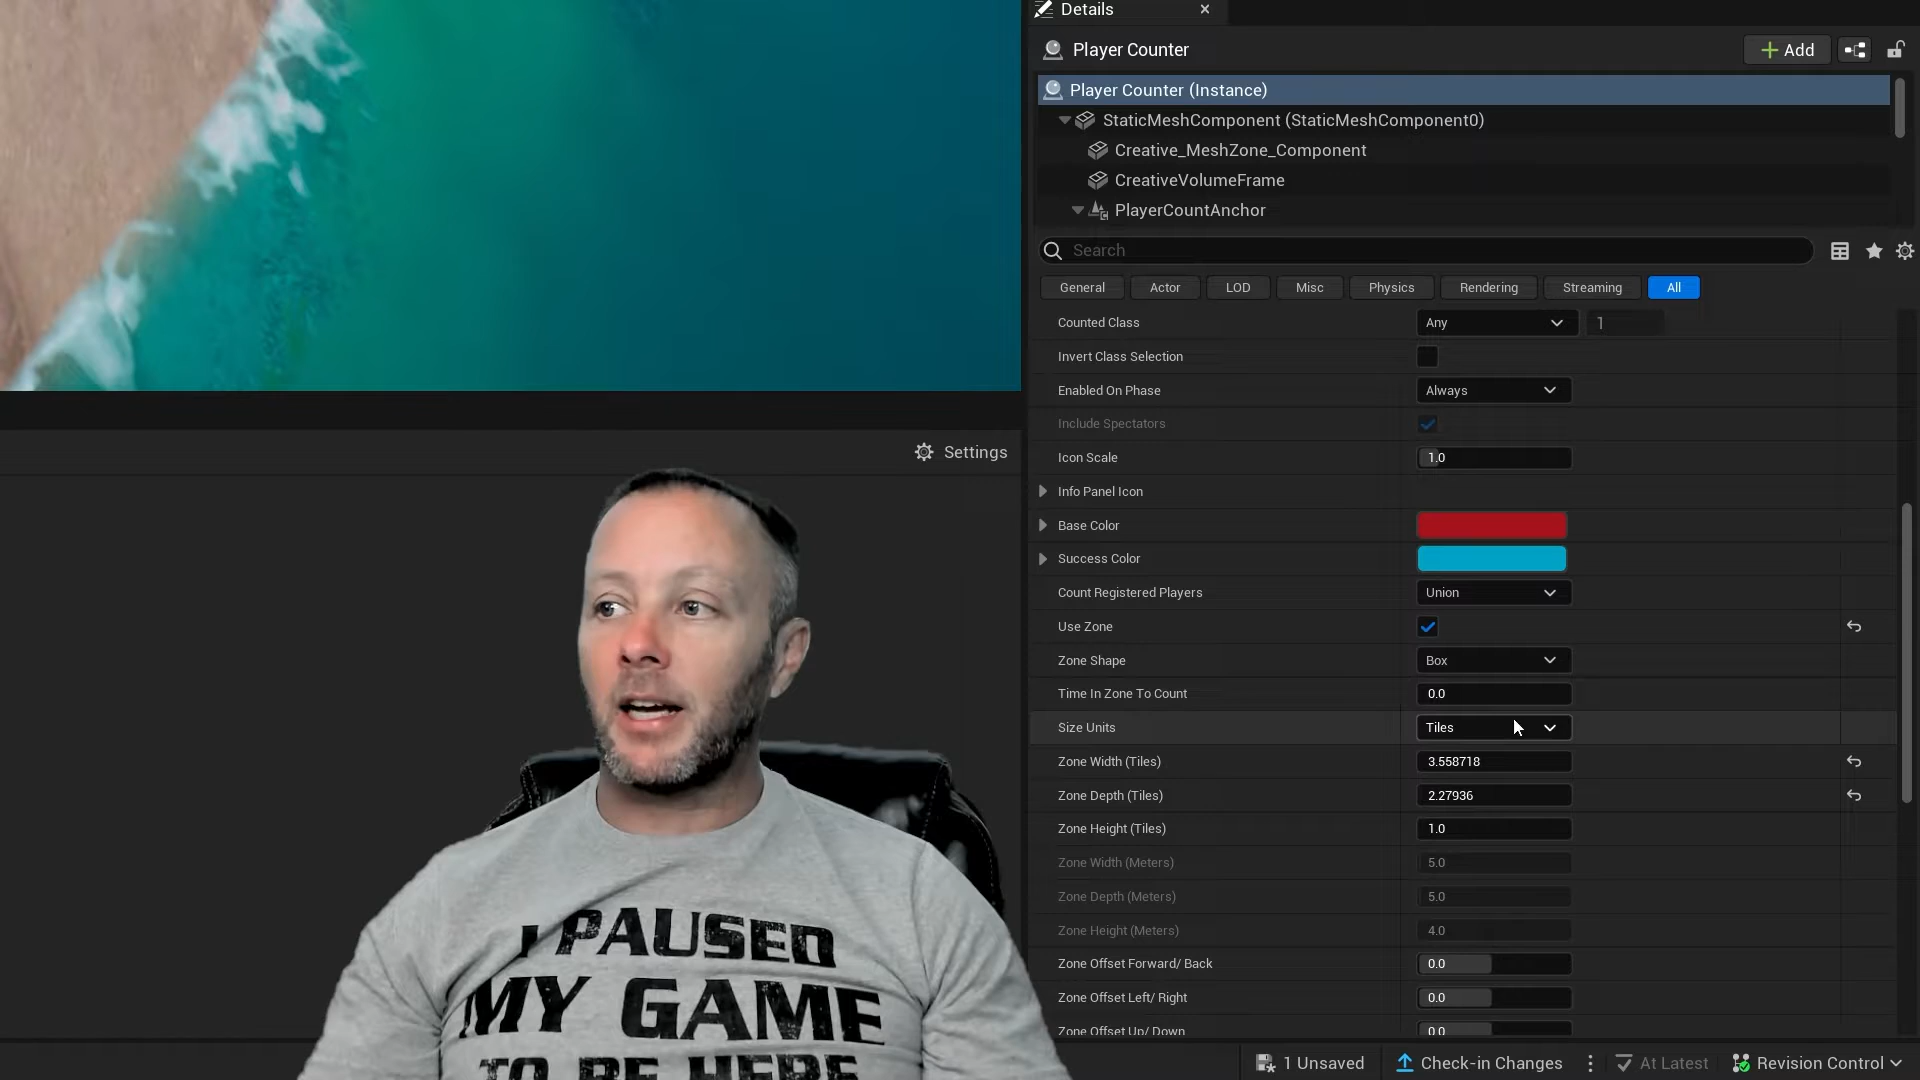 Details
Player Counter
Add
Player Counter (Instance)
StaticMeshComponent (StaticMeshComponent0)
Creative_MeshZone_Component
CreativeVolumeFrame
PlayerCountAnchor
Search
General Actor LOD Misc Physics Rendering Streaming All
Counted Class Any 1
Invert Class Selection
Enabled On Phase Always
Include Spectators
Icon Scale 1.0
Info Panel Icon
Base Color
Success Color
Count Registered Players Union
Use Zone
Zone Shape Box
Time In Zone To Count 0.0
Size Units Tiles
Zone Width (Tiles) 3.558718
Zone Depth (Tiles) 2.27936
Zone Height (Tiles) 1.0
Zone Width (Meters) 5.0
Zone Depth (Meters) 5.0
Zone Height (Meters) 4.0
Zone Offset Forward/ Back 0.0
Zone Offset Left/ Right 0.0
Zone Offset Up/ Down 0.0
1 Unsaved Check-in Changes At Latest Revision Control
Settings
I PAUSED
MY GAME
TO BE HERE